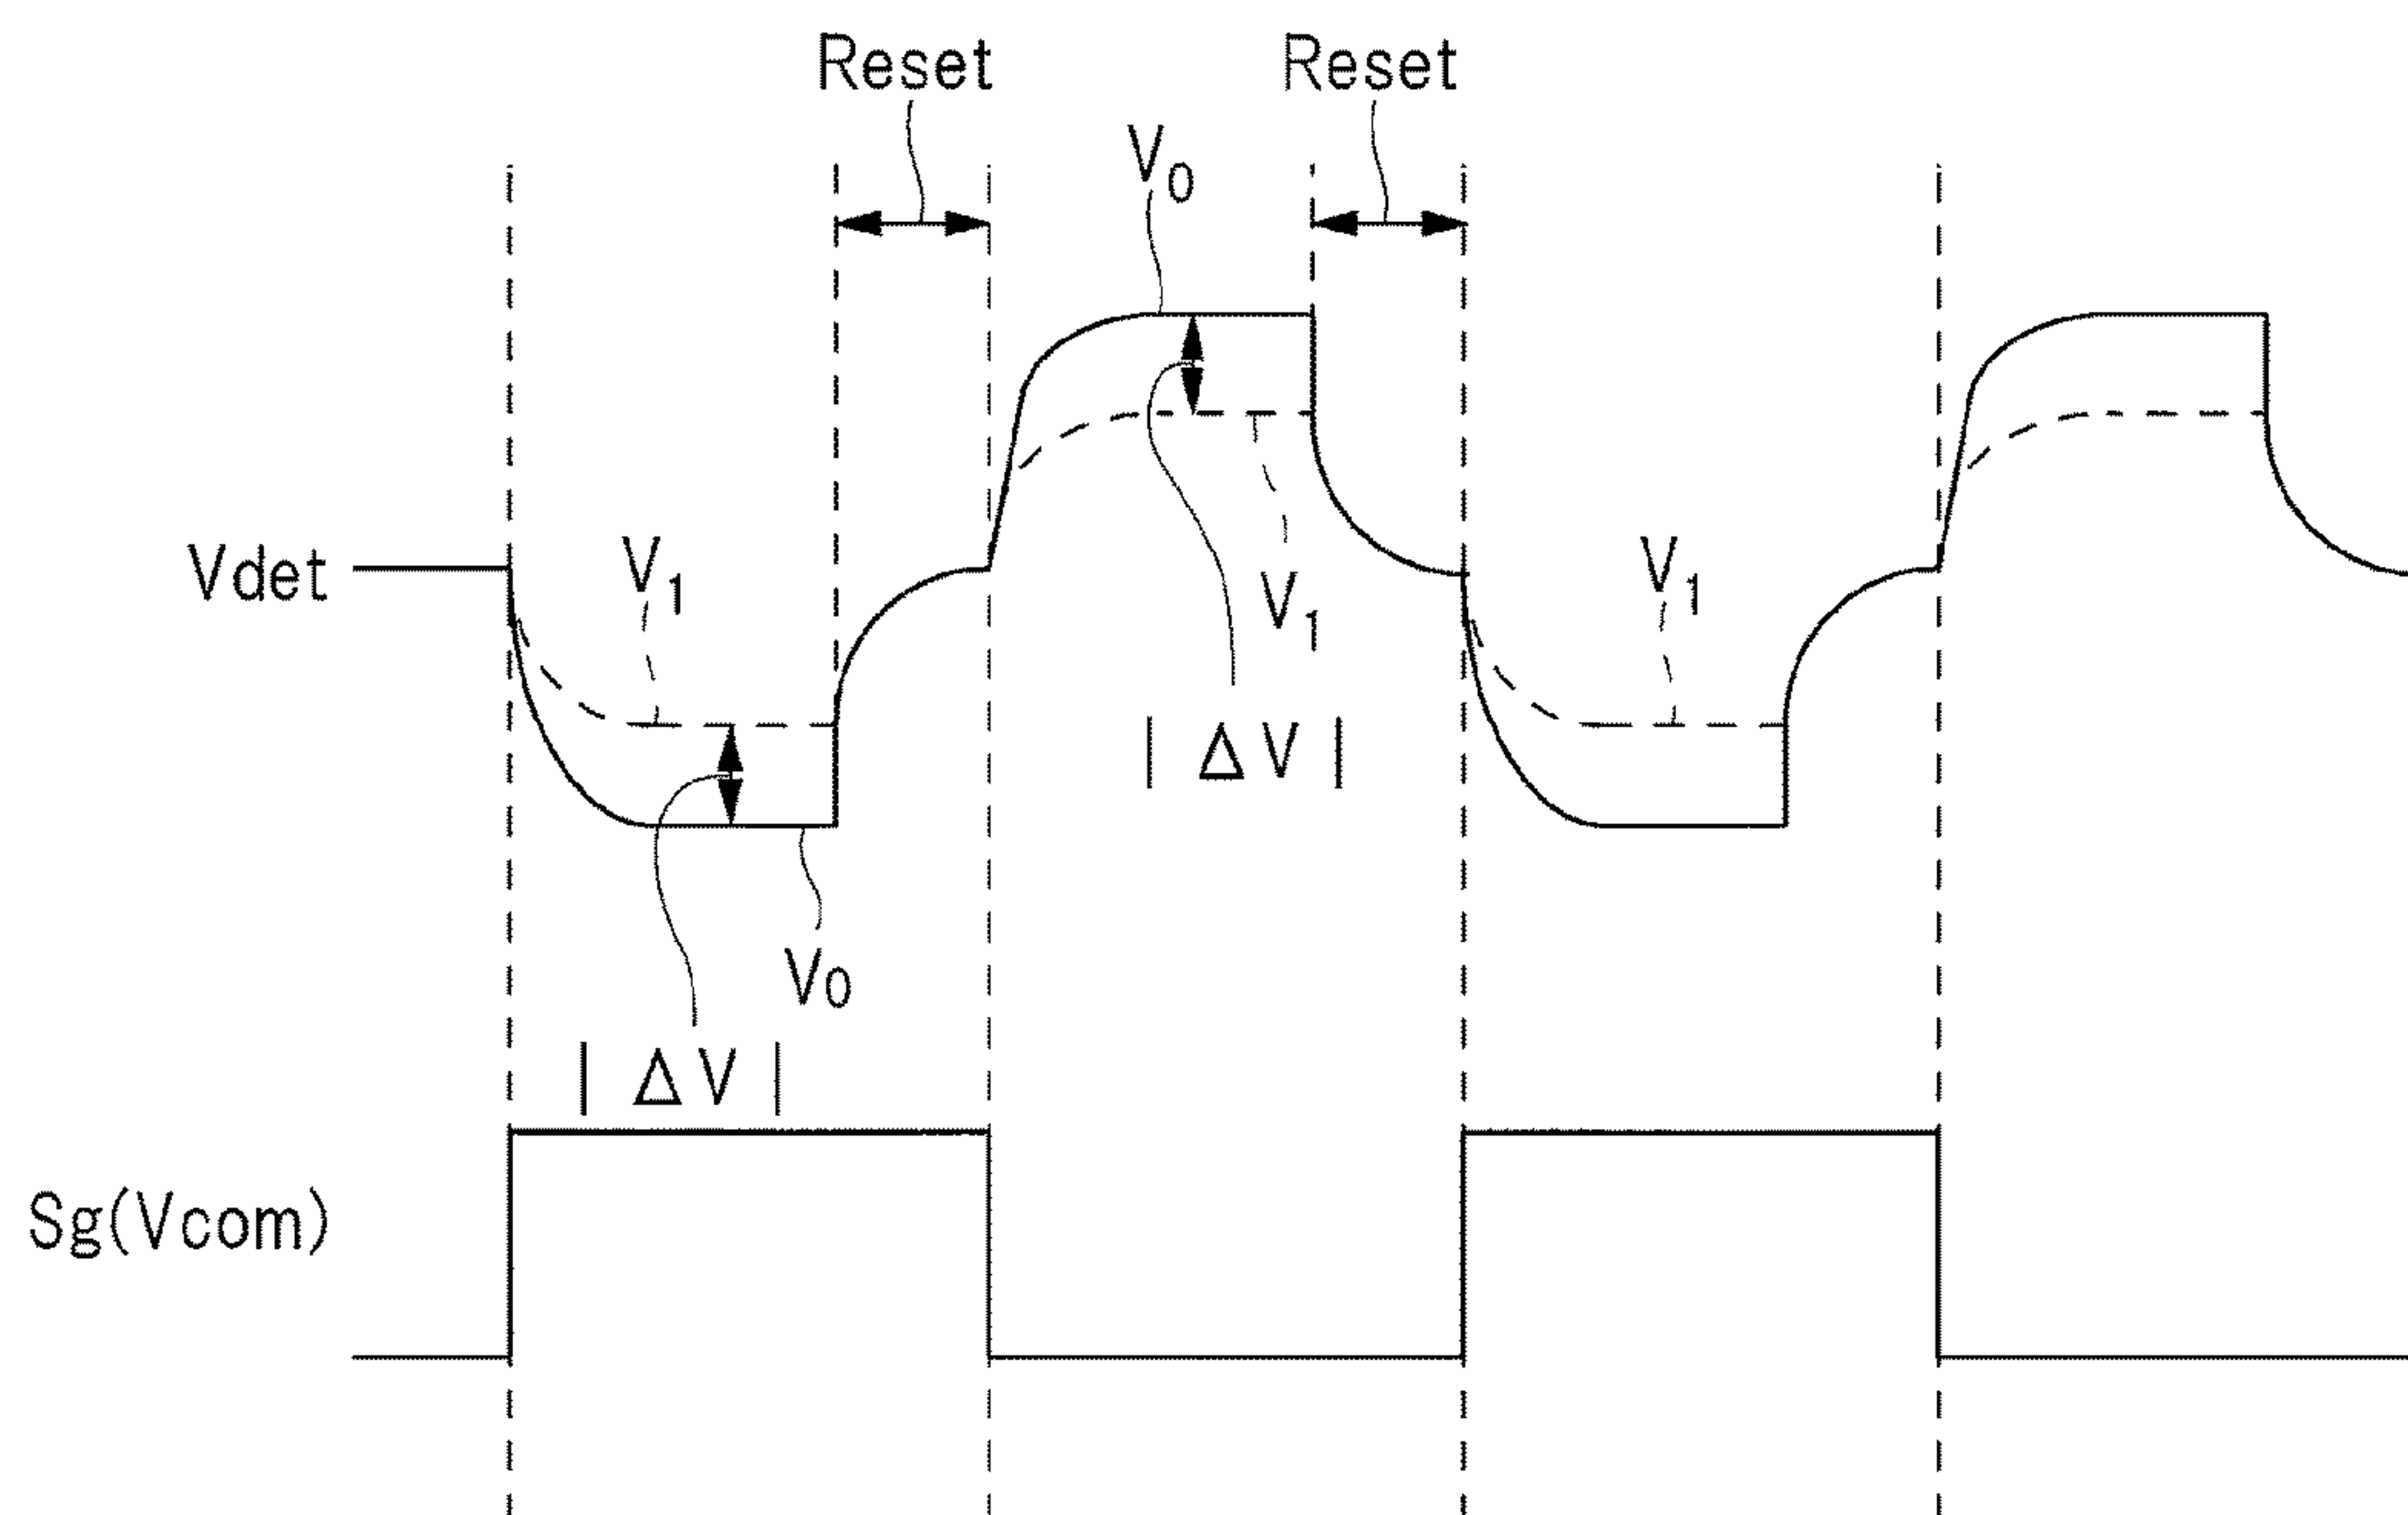 Reset
Reset
V₀
Vdet
V₁
V₁
V₁
| ΔV |
V₀
| ΔV |
Sg(Vcom)